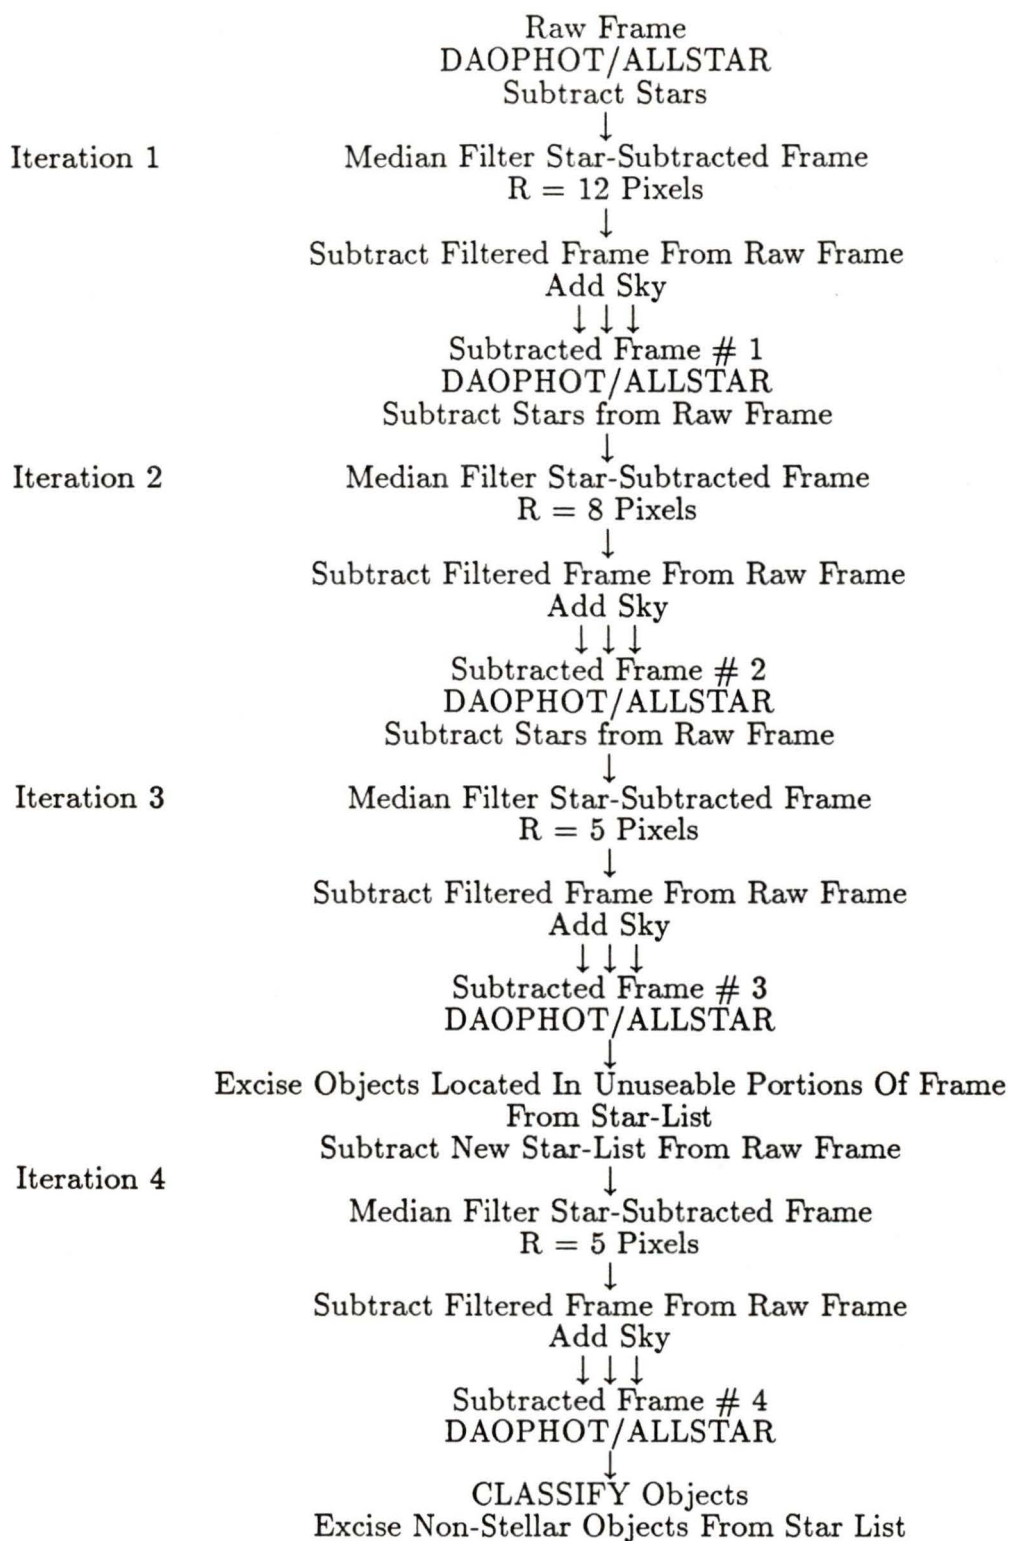 Raw Frame
DAOPHOT/ALLSTAR
Subtract Stars
↓
Iteration 1 Median Filter Star-Subtracted Frame
R = 12 Pixels
↓
Subtract Filtered Frame From Raw Frame
Add Sky
↓ ↓ ↓
Subtracted Frame # 1
DAOPHOT/ALLSTAR
Subtract Stars from Raw Frame
↓
Iteration 2 Median Filter Star-Subtracted Frame
R = 8 Pixels
↓
Subtract Filtered Frame From Raw Frame
Add Sky
↓ ↓ ↓
Subtracted Frame # 2
DAOPHOT/ALLSTAR
Subtract Stars from Raw Frame
↓
Iteration 3 Median Filter Star-Subtracted Frame
R = 5 Pixels
↓
Subtract Filtered Frame From Raw Frame
Add Sky
↓ ↓ ↓
Subtracted Frame # 3
DAOPHOT/ALLSTAR
↓
Excise Objects Located In Unuseable Portions Of Frame
From Star-List
Subtract New Star-List From Raw Frame
Iteration 4 ↓
Median Filter Star-Subtracted Frame
R = 5 Pixels
↓
Subtract Filtered Frame From Raw Frame
Add Sky
↓ ↓ ↓
Subtracted Frame # 4
DAOPHOT/ALLSTAR
↓
CLASSIFY Objects
Excise Non-Stellar Objects From Star List